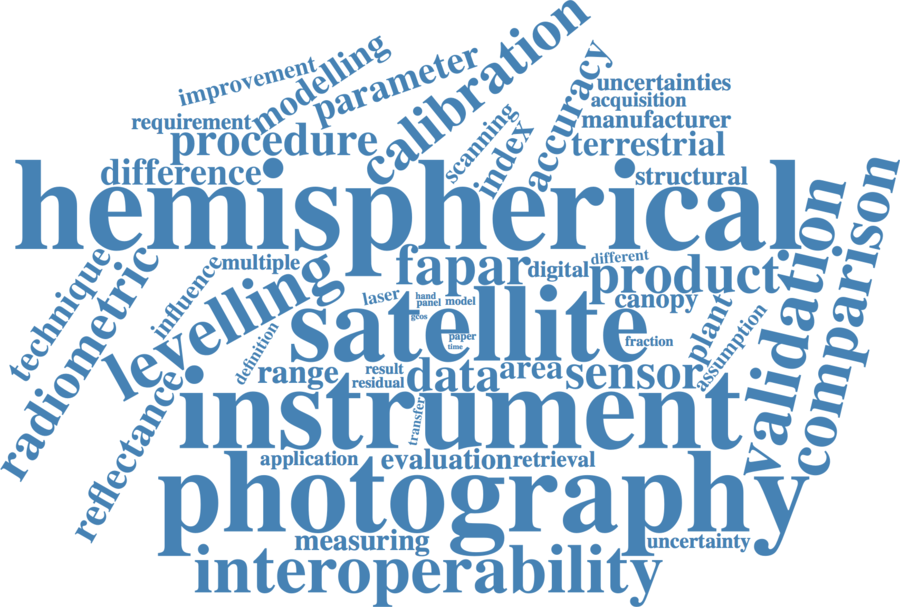 improvement
modelling
parameter
calibration
accuracy
uncertainties
acquisition
requirement
procedure
scanning
index
manufacturer
terrestrial
difference
structural
hemispherical
technique
radiometric
influence
multiple
levelling
fapar
digital
different
product
canopy
validation
comparison
laser
hand
panel
model
gcos
satellite
paper
time
fraction
plant
assumption
definition
range
result
residual
data
area
sensor
reflectance
instrument
transfer
application
evaluation
retrieval
photography
measuring
uncertainty
interoperability